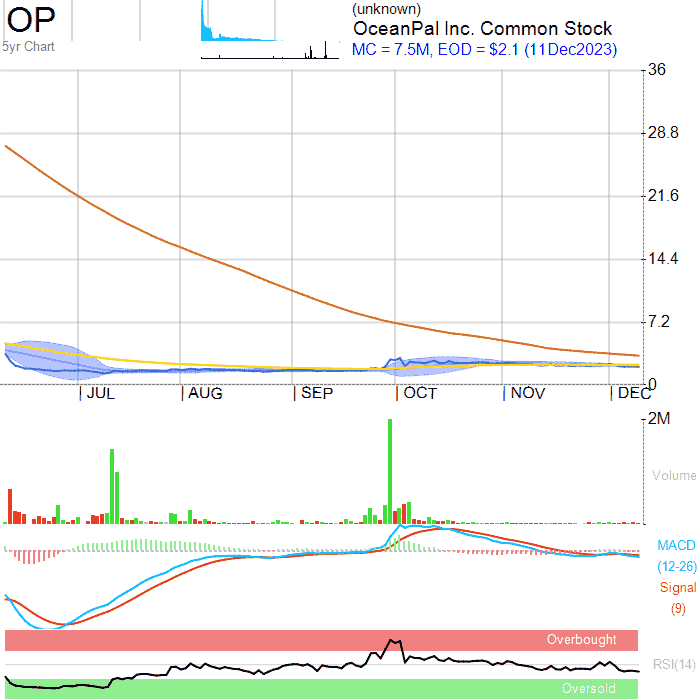 OP
5yr Chart
(unknown)
OceanPal Inc. Common Stock
MC = 7.5M, EOD = $2.1 (11Dec2023)
36
28.8
21.6
14.4
7.2
0
JUL AUG SEP OCT NOV DEC
2M
Volume
MACD
(12-26)
Signal
(9)
Overbought
RSI(14)
Oversold